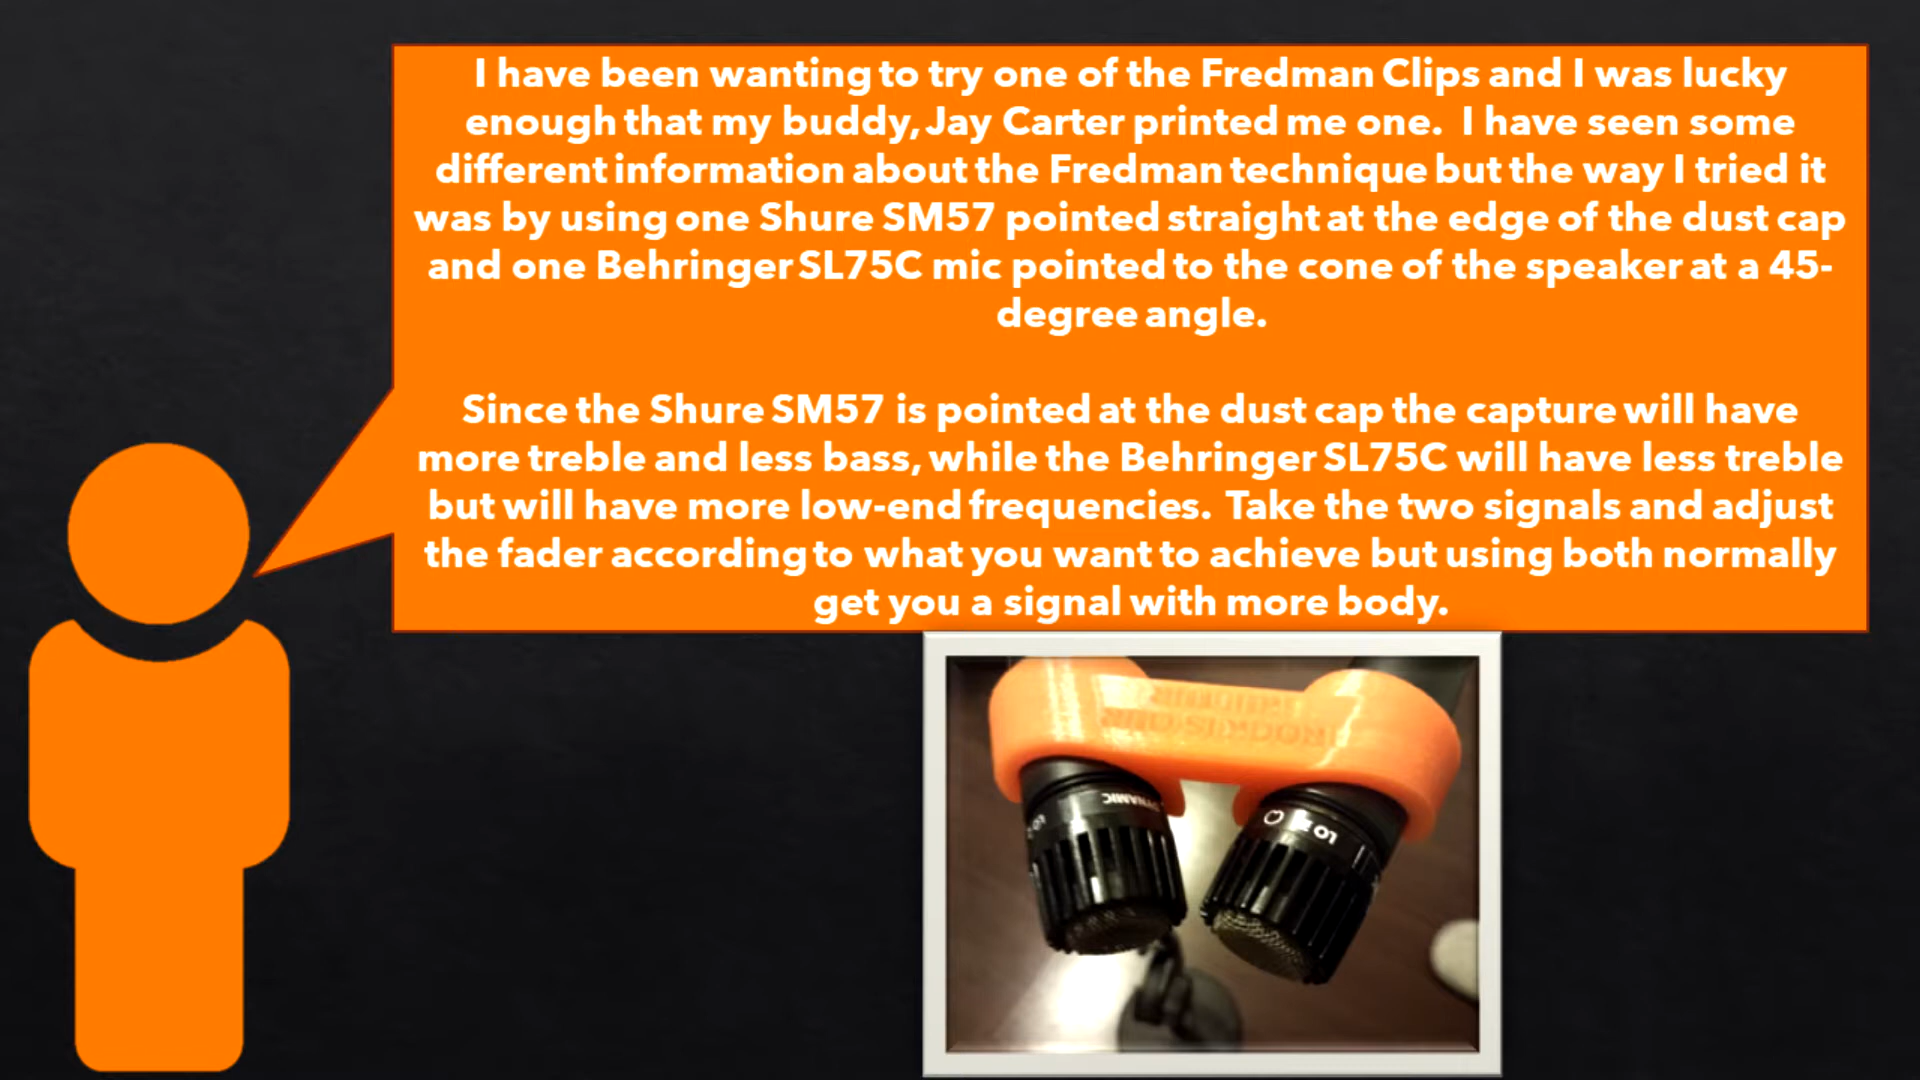 I have been wanting to try one of the Fredman Clips and I was lucky
enough that my buddy, Jay Carter printed me one. I have seen some
different information about the Fredman technique but the way I tried it
was by using one Shure SM57 pointed straight at the edge of the dust cap
and one Behringer SL75C mic pointed to the cone of the speaker at a 45-
degree angle.
Since the Shure SM57 is pointed at the dust cap the capture will have
more treble and less bass, while the Behringer SL75C will have less treble
but will have more low-end frequencies. Take the two signals and adjust
the fader according to what you want to achieve but using both normally
get you a signal with more body.
DYNAMIC
LO